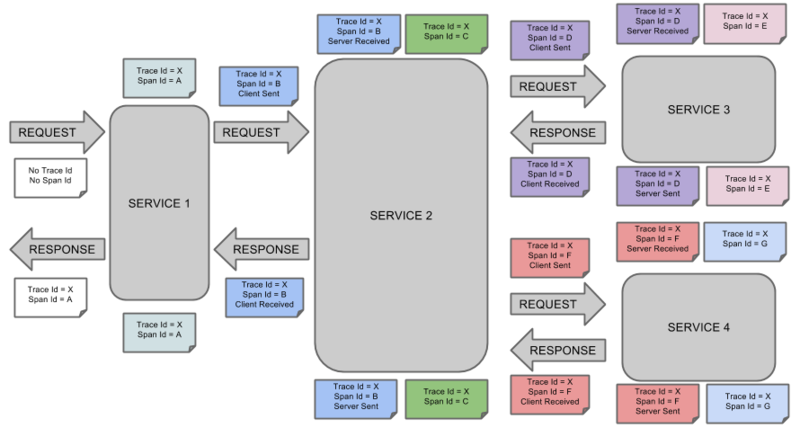 Trace Id = X
Span Id = A
Trace Id = X
Span Id = B
Client Sent
Trace Id = X
Span Id = B
Server Received
Trace Id = X
Span Id = C
Trace Id = X
Span Id = D
Client Sent
Trace Id = X
Span Id = D
Server Received
Trace Id = X
Span Id = E
REQUEST
No Trace Id
No Span Id
SERVICE 1
REQUEST
SERVICE 2
REQUEST
RESPONSE
SERVICE 3
Trace Id = X
Span Id = D
Client Received
Trace Id = X
Span Id = D
Server Sent
Trace Id = X
Span Id = E
RESPONSE
Trace Id = X
Span Id = A
Trace Id = X
Span Id = A
RESPONSE
Trace Id = X
Span Id = B
Client Received
Trace Id = X
Span Id = F
Client Sent
Trace Id = X
Span Id = F
Server Received
Trace Id = X
Span Id = G
REQUEST
RESPONSE
SERVICE 4
Trace Id = X
Span Id = B
Server Sent
Trace Id = X
Span Id = C
Trace Id = X
Span Id = F
Client Received
Trace Id = X
Span Id = F
Server Sent
Trace Id = X
Span Id = G